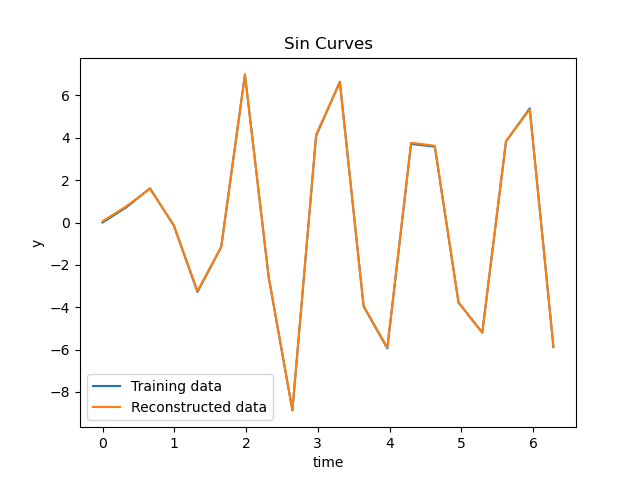 Sin Curves
6
4
2
0
−2
−4
−6
−8
y
Training data
Reconstructed data
0 1 2 3 4 5 6
time